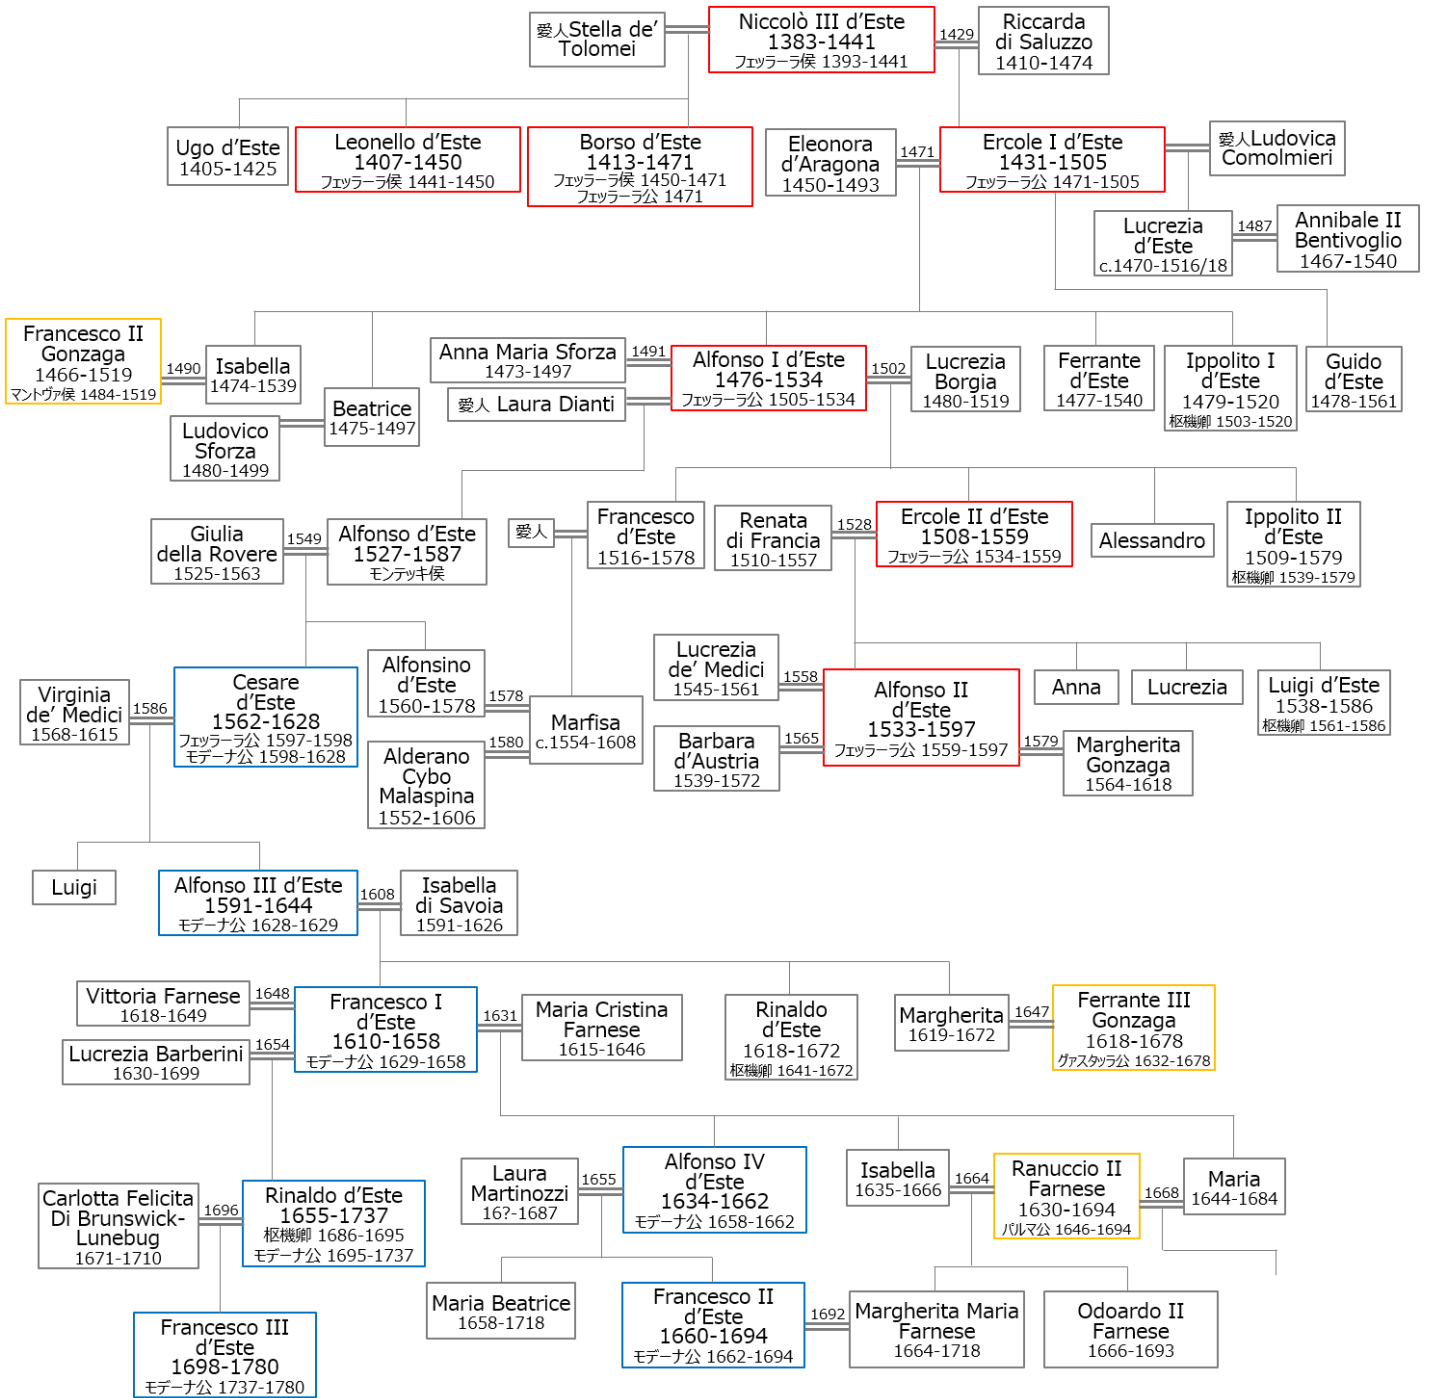 愛人Stella de’
Tolomei
Niccolò III d’Este
1383-1441
フェッラーラ侯 1393-1441
1429
Riccarda
di Saluzzo
1410-1474
Ugo d’Este
1405-1425
Leonello d’Este
1407-1450
フェッラーラ侯 1441-1450
Borso d’Este
1413-1471
フェッラーラ侯 1450-1471
フェッラーラ公 1471
Eleonora
d’Aragona
1450-1493
1471
Ercole I d’Este
1431-1505
フェッラーラ公 1471-1505
愛人Ludovica
Comolmieri
Lucrezia
d’Este
c.1470-1516/18
1487
Annibale II
Bentivoglio
1467-1540
Francesco II
Gonzaga
1466-1519
マントヴァ侯 1484-1519
1490
Isabella
1474-1539
Ludovico
Sforza
1480-1499
Beatrice
1475-1497
Anna Maria Sforza
1473-1497
1491
愛人 Laura Dianti
Alfonso I d’Este
1476-1534
フェッラーラ公 1505-1534
1502
Lucrezia
Borgia
1480-1519
Ferrante
d’Este
1477-1540
Ippolito I
d’Este
1479-1520
枢機卿 1503-1520
Guido
d’Este
1478-1561
Giulia
della Rovere
1525-1563
1549
Alfonso d’Este
1527-1587
モンテッキ侯
愛人
Francesco
d’Este
1516-1578
Renata
di Francia
1510-1557
1528
Ercole II d’Este
1508-1559
フェッラーラ公 1534-1559
Alessandro
Ippolito II
d’Este
1509-1579
枢機卿 1539-1579
Virginia
de’ Medici
1568-1615
1586
Cesare
d’Este
1562-1628
フェッラーラ公 1597-1598
モデーナ公 1598-1628
Alfonsino
d’Este
1560-1578
1578
Alderano
Cybo
Malaspina
1552-1606
1580
Marfisa
c.1554-1608
Lucrezia
de’ Medici
1545-1561
1558
Barbara
d’Austria
1539-1572
1565
Alfonso II
d’Este
1533-1597
フェッラーラ公 1559-1597
1579
Margherita
Gonzaga
1564-1618
Anna
Lucrezia
Luigi d’Este
1538-1586
枢機卿 1561-1586
Luigi
Alfonso III d’Este
1591-1644
モデーナ公 1628-1629
1608
Isabella
di Savoia
1591-1626
Vittoria Farnese
1618-1649
1648
Lucrezia Barberini
1630-1699
1654
Francesco I
d’Este
1610-1658
モデーナ公 1629-1658
1631
Maria Cristina
Farnese
1615-1646
Rinaldo
d’Este
1618-1672
枢機卿 1641-1672
Margherita
1619-1672
1647
Ferrante III
Gonzaga
1618-1678
グァスタッラ公 1632-1678
Carlotta Felicita
Di Brunswick-
Lunebug
1671-1710
1696
Rinaldo d’Este
1655-1737
枢機卿 1686-1695
モデーナ公 1695-1737
Laura
Martinozzi
16?-1687
1655
Alfonso IV
d’Este
1634-1662
モデーナ公 1658-1662
Isabella
1635-1666
1664
Ranuccio II
Farnese
1630-1694
パルマ公 1646-1694
1668
Maria
1644-1684
Francesco III
d’Este
1698-1780
モデーナ公 1737-1780
Maria Beatrice
1658-1718
Francesco II
d’Este
1660-1694
モデーナ公 1662-1694
1692
Margherita Maria
Farnese
1664-1718
Odoardo II
Farnese
1666-1693